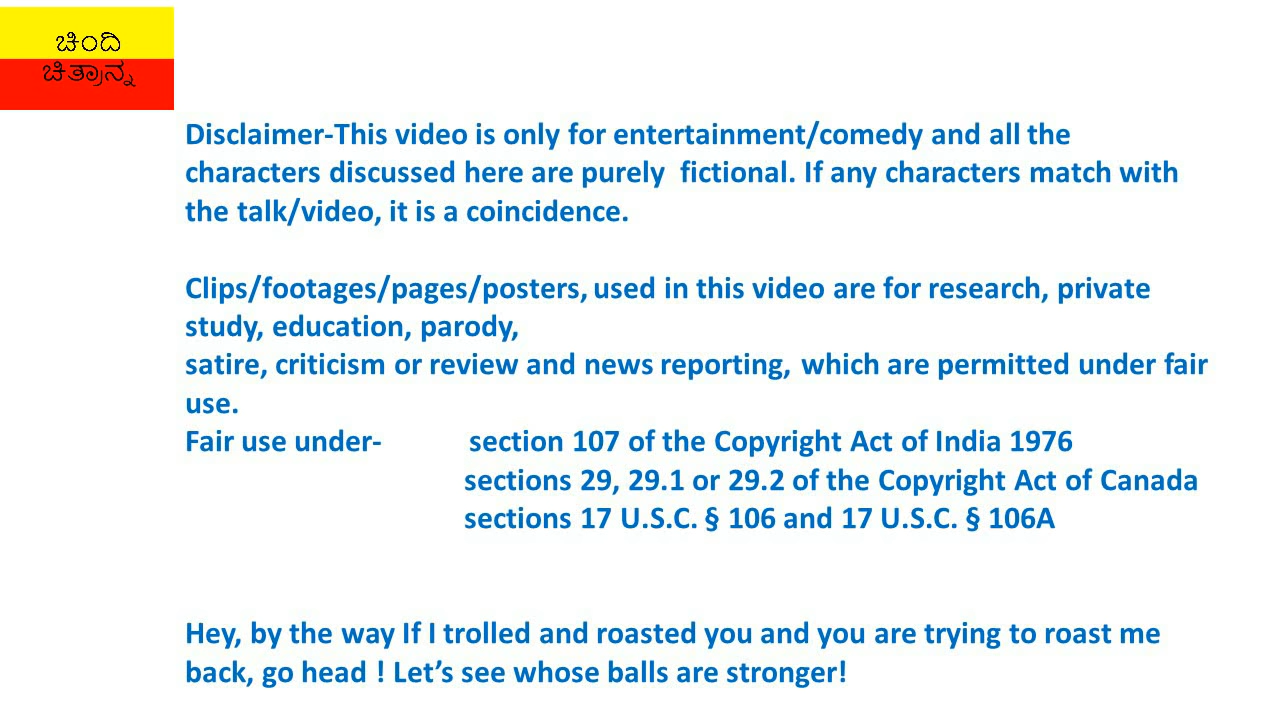 ಚಿಂದಿ
ಚಿತ್ರಾನ್ನ
Disclaimer-This video is only for entertainment/comedy and all the
characters discussed here are purely  fictional. If any characters match with
the talk/video, it is a coincidence.
Clips/footages/pages/posters, used in this video are for research, private
study, education, parody,
satire, criticism or review and news reporting, which are permitted under fair
use.
Fair use under- section 107 of the Copyright Act of India 1976
sections 29, 29.1 or 29.2 of the Copyright Act of Canada
sections 17 U.S.C. § 106 and 17 U.S.C. § 106A
Hey, by the way If I trolled and roasted you and you are trying to roast me
back, go head ! Let’s see whose balls are stronger!